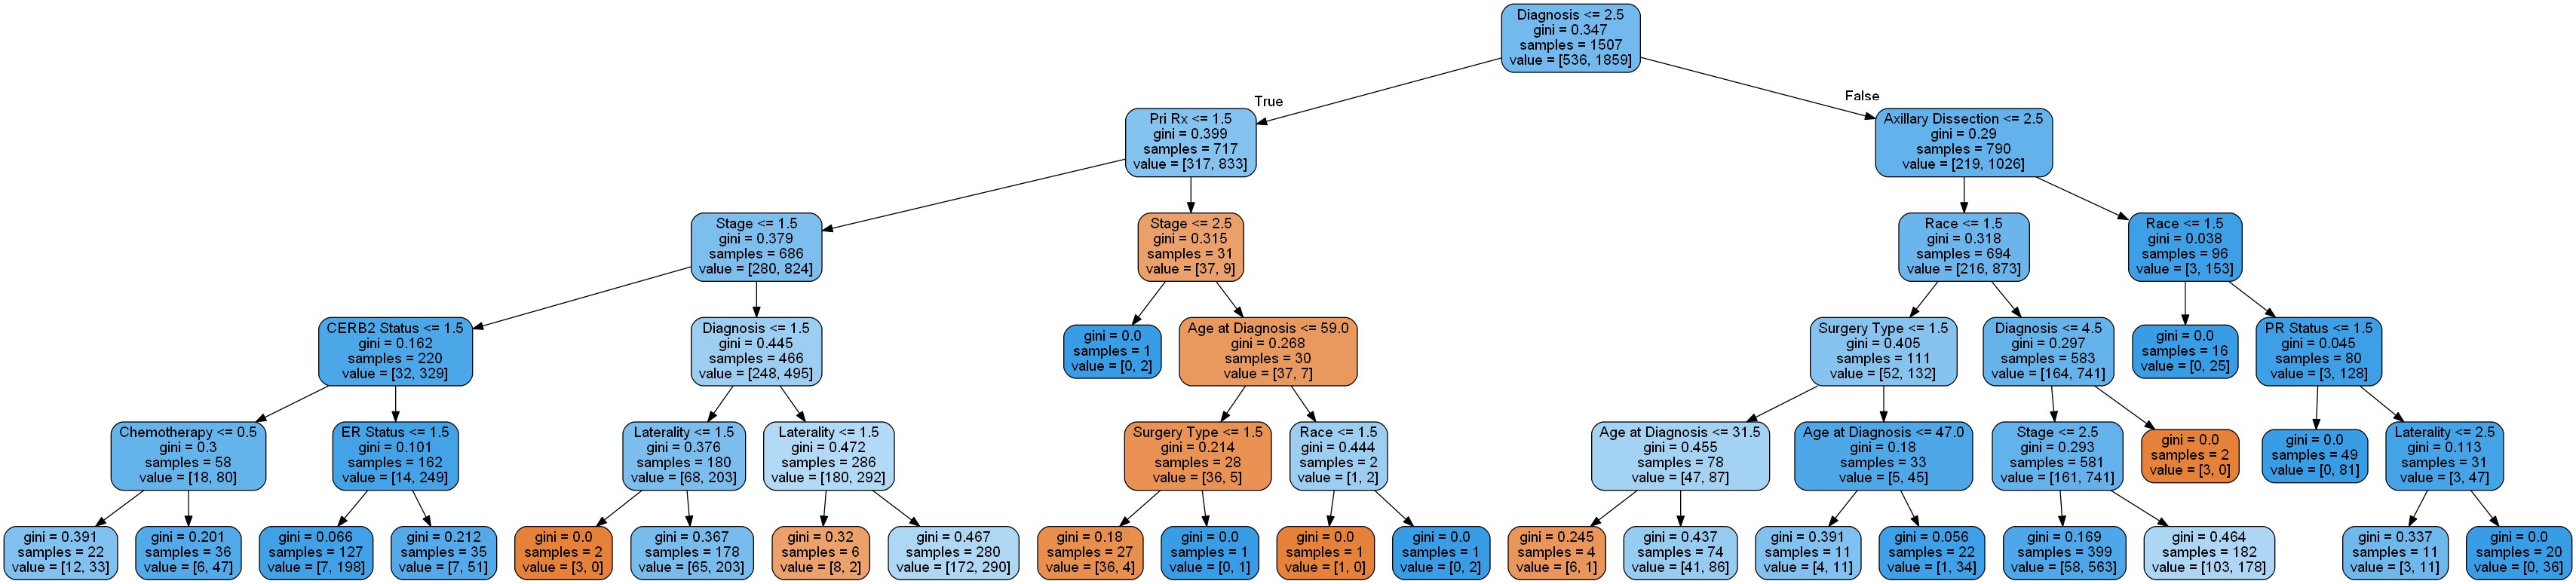 Diagnosis <= 2.5
gini = 0.347
samples = 1507
value = [536, 1859]
True
False
Pri Rx <= 1.5
gini = 0.399
samples = 717
value = [317, 833]
Axillary Dissection <= 2.5
gini = 0.29
samples = 790
value = [219, 1026]
Stage <= 1.5
gini = 0.379
samples = 686
value = [280, 824]
Stage <= 2.5
gini = 0.315
samples = 31
value = [37, 9]
Race <= 1.5
gini = 0.318
samples = 694
value = [216, 873]
Race <= 1.5
gini = 0.038
samples = 96
value = [3, 153]
CERB2 Status <= 1.5
gini = 0.162
samples = 220
value = [32, 329]
Diagnosis <= 1.5
gini = 0.445
samples = 466
value = [248, 495]
gini = 0.0
samples = 1
value = [0, 2]
Age at Diagnosis <= 59.0
gini = 0.268
samples = 30
value = [37, 7]
Surgery Type <= 1.5
gini = 0.405
samples = 111
value = [52, 132]
Diagnosis <= 4.5
gini = 0.297
samples = 583
value = [164, 741]
gini = 0.0
samples = 16
value = [0, 25]
PR Status <= 1.5
gini = 0.045
samples = 80
value = [3, 128]
Chemotherapy <= 0.5
gini = 0.3
samples = 58
value = [18, 80]
ER Status <= 1.5
gini = 0.101
samples = 162
value = [14, 249]
Laterality <= 1.5
gini = 0.376
samples = 180
value = [68, 203]
Laterality <= 1.5
gini = 0.472
samples = 286
value = [180, 292]
Surgery Type <= 1.5
gini = 0.214
samples = 28
value = [36, 5]
Race <= 1.5
gini = 0.444
samples = 2
value = [1, 2]
Age at Diagnosis <= 31.5
gini = 0.455
samples = 78
value = [47, 87]
Age at Diagnosis <= 47.0
gini = 0.18
samples = 33
value = [5, 45]
Stage <= 2.5
gini = 0.293
samples = 581
value = [161, 741]
gini = 0.0
samples = 2
value = [3, 0]
gini = 0.0
samples = 49
value = [0, 81]
Laterality <= 2.5
gini = 0.113
samples = 31
value = [3, 47]
gini = 0.391
samples = 22
value = [12, 33]
gini = 0.201
samples = 36
value = [6, 47]
gini = 0.066
samples = 127
value = [7, 198]
gini = 0.212
samples = 35
value = [7, 51]
gini = 0.0
samples = 2
value = [3, 0]
gini = 0.367
samples = 178
value = [65, 203]
gini = 0.32
samples = 6
value = [8, 2]
gini = 0.467
samples = 280
value = [172, 290]
gini = 0.18
samples = 27
value = [36, 4]
gini = 0.0
samples = 1
value = [0, 1]
gini = 0.0
samples = 1
value = [1, 0]
gini = 0.0
samples = 1
value = [0, 2]
gini = 0.245
samples = 4
value = [6, 1]
gini = 0.437
samples = 74
value = [41, 86]
gini = 0.391
samples = 11
value = [4, 11]
gini = 0.056
samples = 22
value = [1, 34]
gini = 0.169
samples = 399
value = [58, 563]
gini = 0.464
samples = 182
value = [103, 178]
gini = 0.337
samples = 11
value = [3, 11]
gini = 0.0
samples = 20
value = [0, 36]